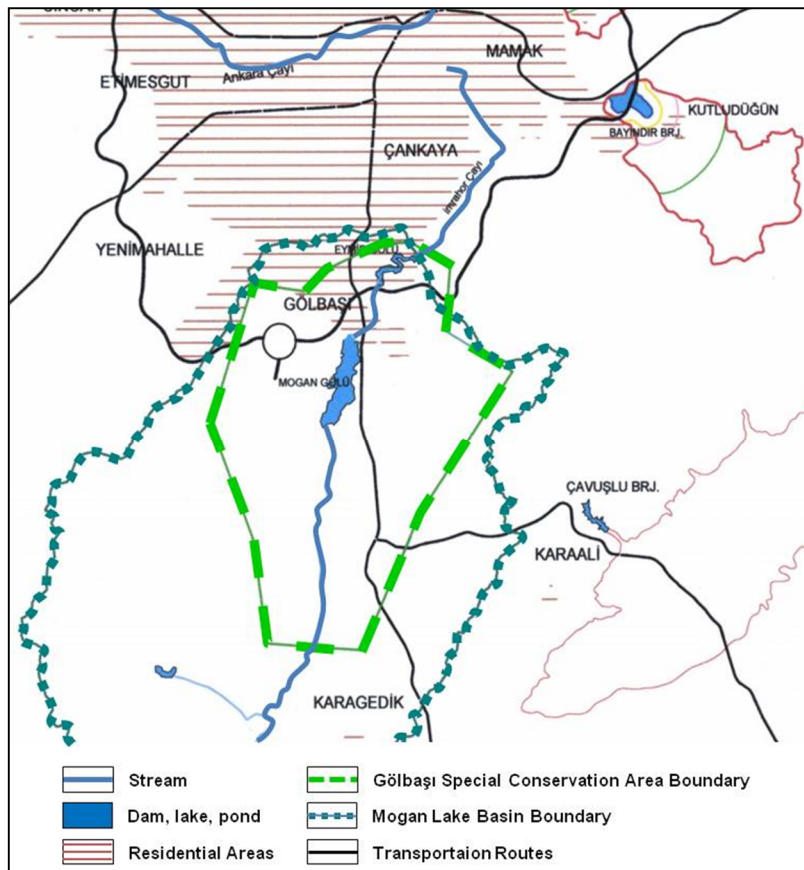 MAMAK
ETİMESGUT
Ankara Çayı
KUTLUDÜĞÜN
BAYINDIR BRJ.
ÇANKAYA
İmrahor Çayı
YENİMAHALLE
GÖLBAŞI
MOGAN GÖLÜ
ÇAVUŞLU BRJ.
KARAALİ
KARAGEDİK
Stream
Gölbaşı Special Conservation Area Boundary
Dam, lake, pond
Mogan Lake Basin Boundary
Residential Areas
Transportaion Routes